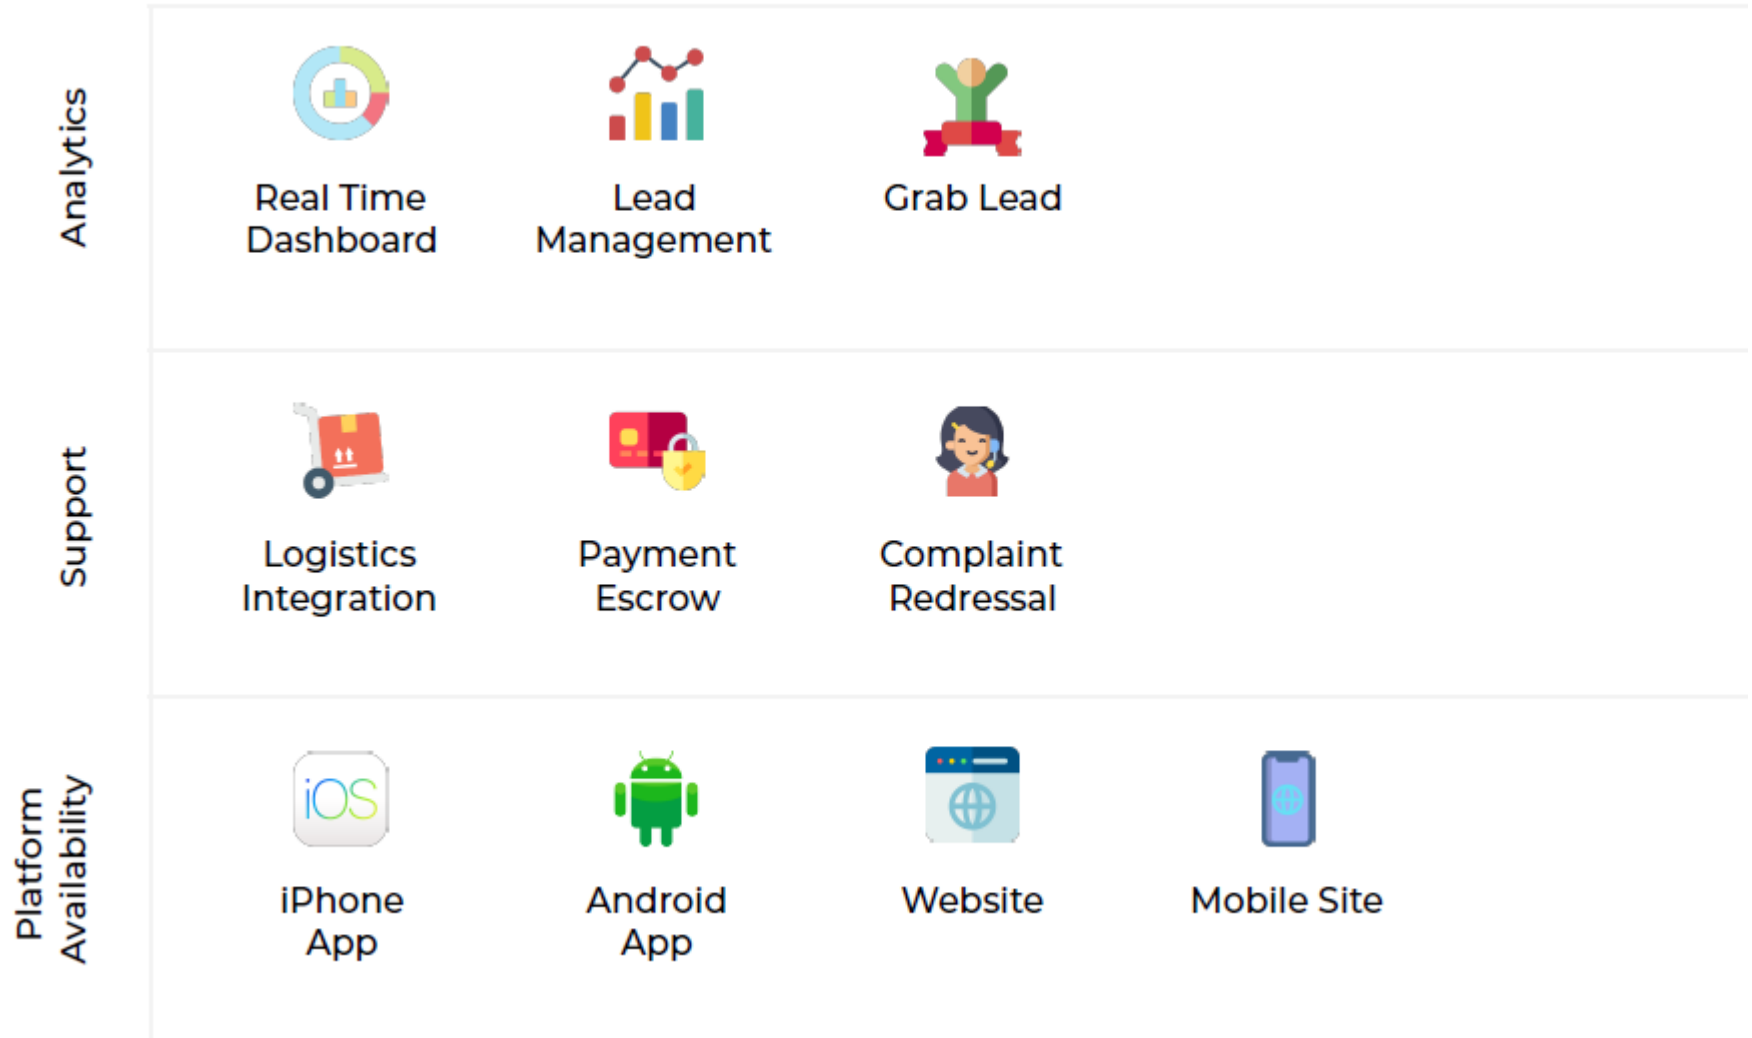 Analytics
Real Time
Dashboard
Lead
Management
Grab Lead
Support
Logistics
Integration
Payment
Escrow
Complaint
Redressal
Platform
Availability
iOS
iPhone
App
Android
App
Website
Mobile Site